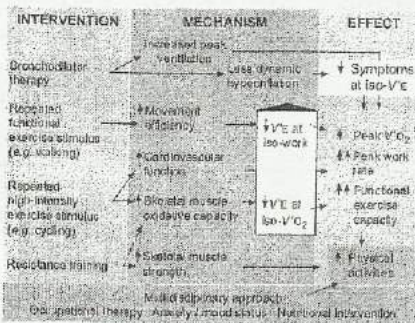 INTERVENTION MECHANISM EFFECT
Increased peak
ventilation
Bronchodilator
therapy
Less dynamic
hyperinflation
Symptoms
at iso-V'E
Repeated
functional
exercise stimulus
(e.g. walking)
Movement
efficiency
V'E at
iso-work
Peak V'O2
Cardiovascular
function
Peak work
rate
Repeated
high-intensity
exercise stimulus
(e.g. cycling)
Skeletal muscle
oxidative capacity
V'E at
iso-V'O2
Functional
exercise
capacity
Resistance training
Skeletal muscle
strength
Physical
activities
Multidisciplinary approach
Occupational therapy Anxiety / mood status Nutritional intervention